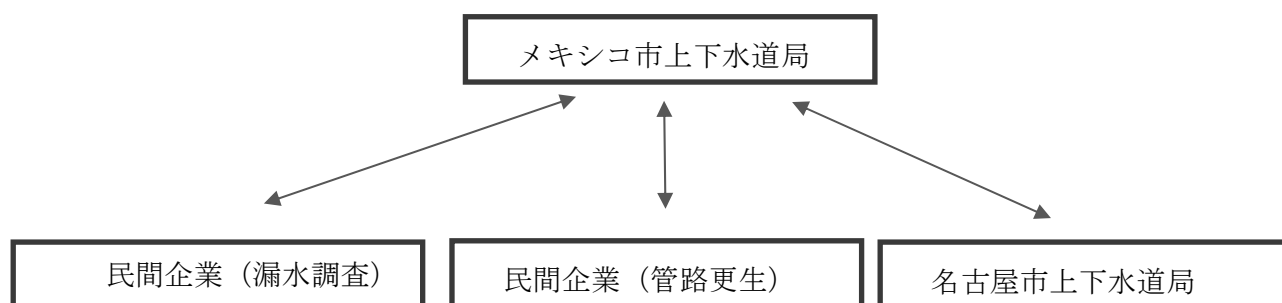 メキシコ市上下水道局
民間企業（漏水調査）
民間企業（管路更生）
名古屋市上下水道局